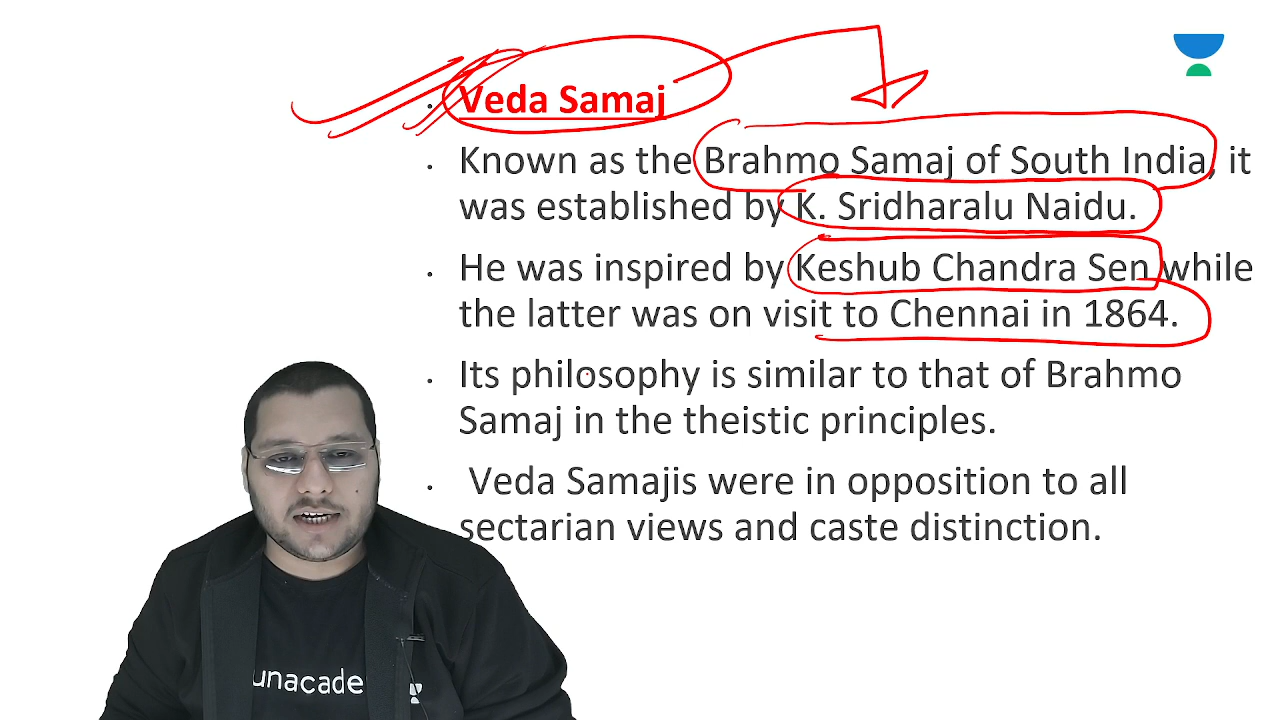 Veda Samaj
Known as the Brahmo Samaj of South India, it
was established by K. Sridharalu Naidu.
He was inspired by Keshub Chandra Sen while
the latter was on visit to Chennai in 1864.
Its philosophy is similar to that of Brahmo
Samaj in the theistic principles.
Veda Samajis were in opposition to all
sectarian views and caste distinction.
unacade